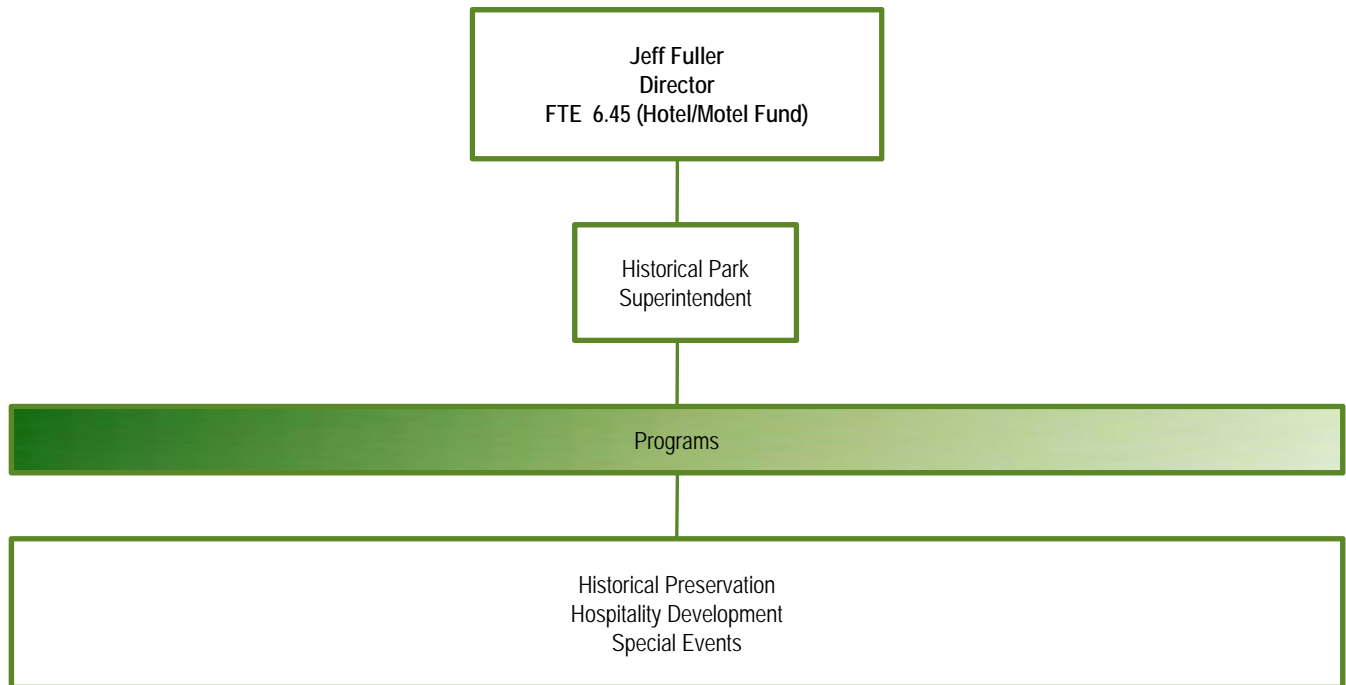 Jeff Fuller
Director
FTE 6.45 (Hotel/Motel Fund)
Historical Park
Superintendent
Programs
Historical Preservation
Hospitality Development
Special Events